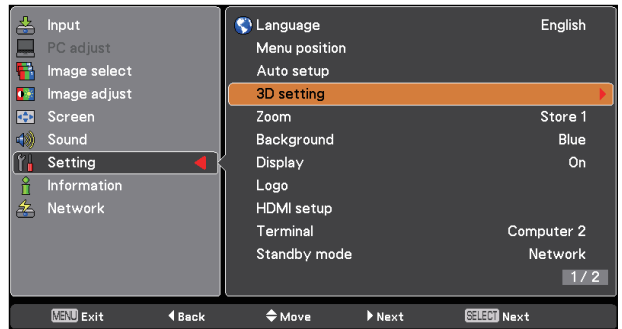 Input
PC adjust
Image select
Image adjust
Screen
Sound
Setting
Information
Network
Language English
Menu position
Auto setup
3D setting
Zoom Store 1
Background Blue
Display On
Logo
HDMI setup
Terminal Computer 2
Standby mode Network
1/2
MENU Exit Back Move Next SELECT Next